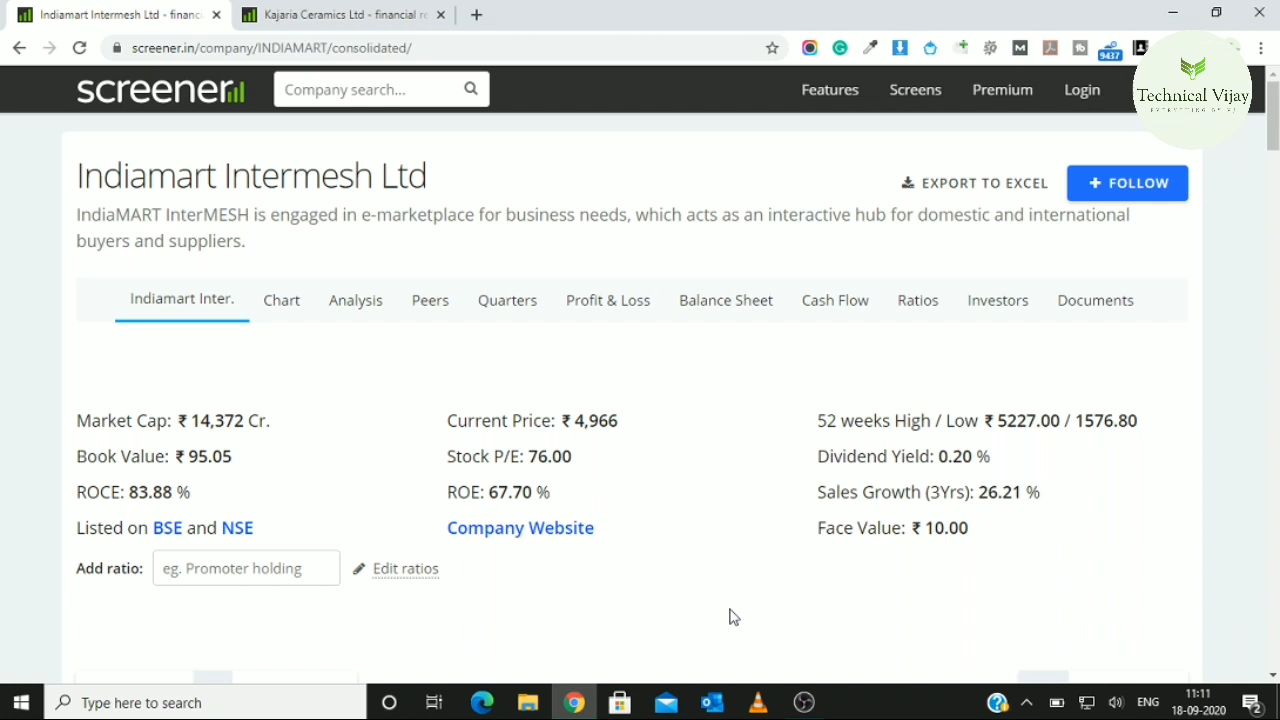 Indiamart Intermesh Ltd - financ
Kajaria Ceramics Ltd - financial re
screener.in/company/INDIAMART/consolidated/
9437
screener
Company search...
Features
Screens
Premium
Login
Technical Vijay
Indiamart Intermesh Ltd
EXPORT TO EXCEL
+ FOLLOW
IndiaMART InterMESH is engaged in e-marketplace for business needs, which acts as an interactive hub for domestic and international
buyers and suppliers.
Indiamart Inter.
Chart
Analysis
Peers
Quarters
Profit & Loss
Balance Sheet
Cash Flow
Ratios
Investors
Documents
Market Cap: ₹ 14,372 Cr.
Current Price: ₹ 4,966
52 weeks High / Low ₹ 5227.00 / 1576.80
Book Value: ₹ 95.05
Stock P/E: 76.00
Dividend Yield: 0.20 %
ROCE: 83.88 %
ROE: 67.70 %
Sales Growth (3Yrs): 26.21 %
Listed on BSE and NSE
Company Website
Face Value: ₹ 10.00
Add ratio:
eg. Promoter holding
Edit ratios
Type here to search
ENG
11:11
18-09-2020
2